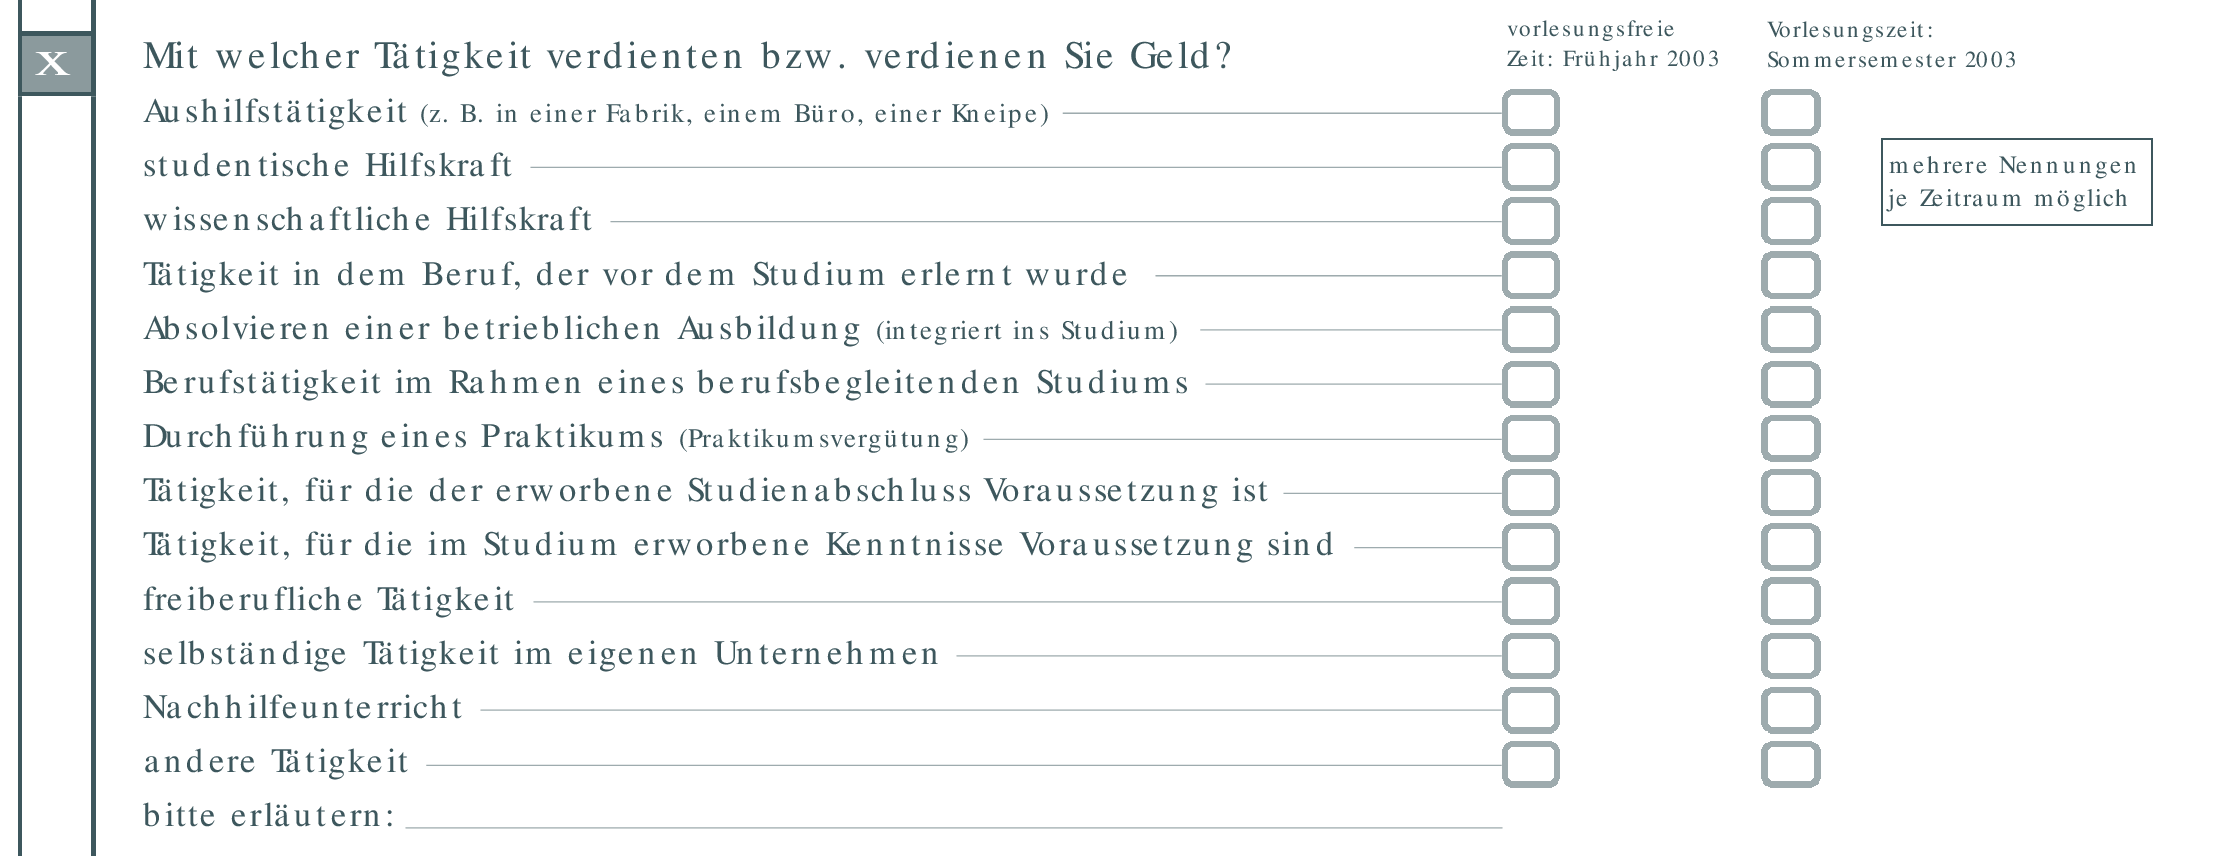 X
Mit welcher Tätigkeit verdienten bzw. verdienen Sie Geld?
vorlesungsfreie
Zeit: Frühjahr 2003
Vorlesungszeit:
Sommersemester 2003
Aushilfstätigkeit (z. B. in einer Fabrik, einem Büro, einer Kneipe)
studentische Hilfskraft
wissenschaftliche Hilfskraft
mehrere Nennungen
je Zeitraum möglich
Tätigkeit in dem Beruf, der vor dem Studium erlernt wurde
Absolvieren einer betrieblichen Ausbildung (integriert ins Studium)
Berufstätigkeit im Rahmen eines berufsbegleitenden Studiums
Durchführung eines Praktikums (Praktikumsvergütung)
Tätigkeit, für die der erworbene Studienabschluss Voraussetzung ist
Tätigkeit, für die im Studium erworbene Kenntnisse Voraussetzung sind
freiberufliche Tätigkeit
selbständige Tätigkeit im eigenen Unternehmen
Nachhilfeunterricht
andere Tätigkeit
bitte erläutern: